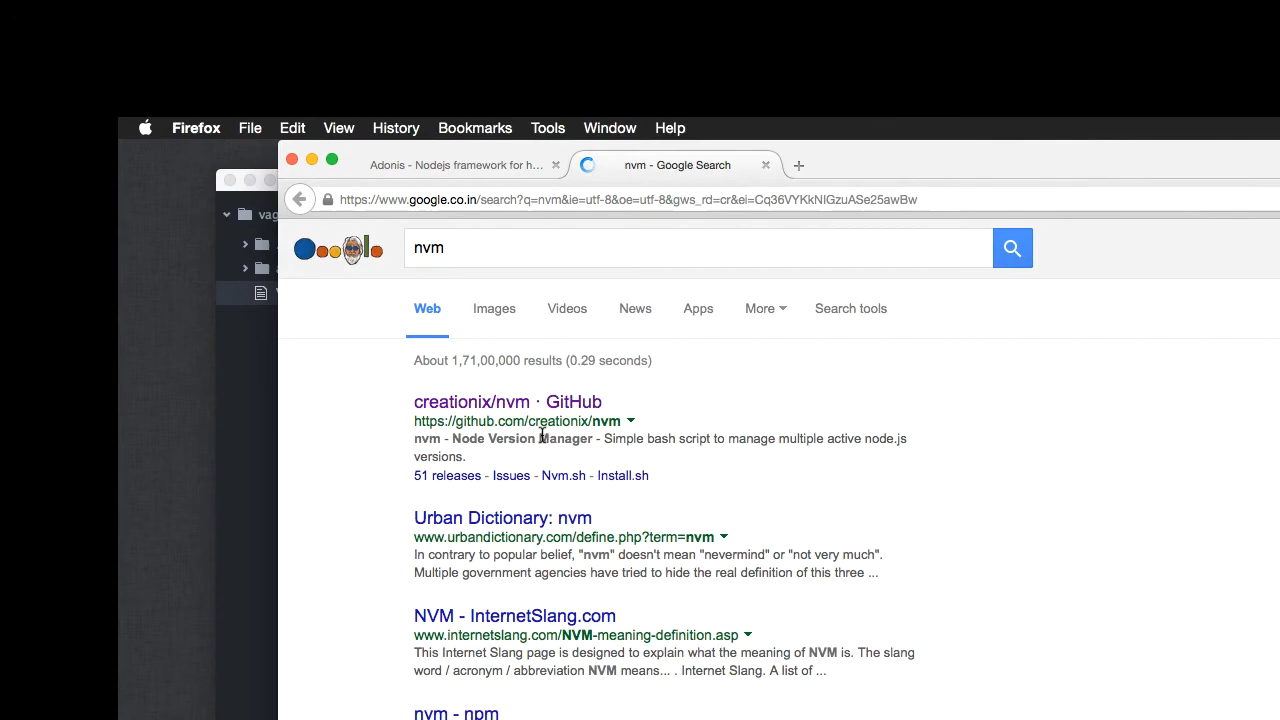 Firefox File Edit View History Bookmarks Tools Window Help
Adonis - Nodejs framework for h... nvm - Google Search
https://www.google.co.in/search?q=nvm&ie=utf-8&oe=utf-8&gws_rd=cr&ei=Cq36VYKkNIGzuASe25awBw
vag
nvm
Web Images Videos News Apps More Search tools
About 1,71,00,000 results (0.29 seconds)
creationix/nvm · GitHub
https://github.com/creationix/nvm
nvm - Node Version Manager - Simple bash script to manage multiple active node.js
versions.
51 releases - Issues - Nvm.sh - Install.sh
Urban Dictionary: nvm
www.urbandictionary.com/define.php?term=nvm
In contrary to popular belief, "nvm" doesn't mean "nevermind" or "not very much".
Multiple government agencies have tried to hide the real definition of this three ...
NVM - InternetSlang.com
www.internetslang.com/NVM-meaning-definition.asp
This Internet Slang page is designed to explain what the meaning of NVM is. The slang
word / acronym / abbreviation NVM means... . Internet Slang. A list of ...
nvm - npm